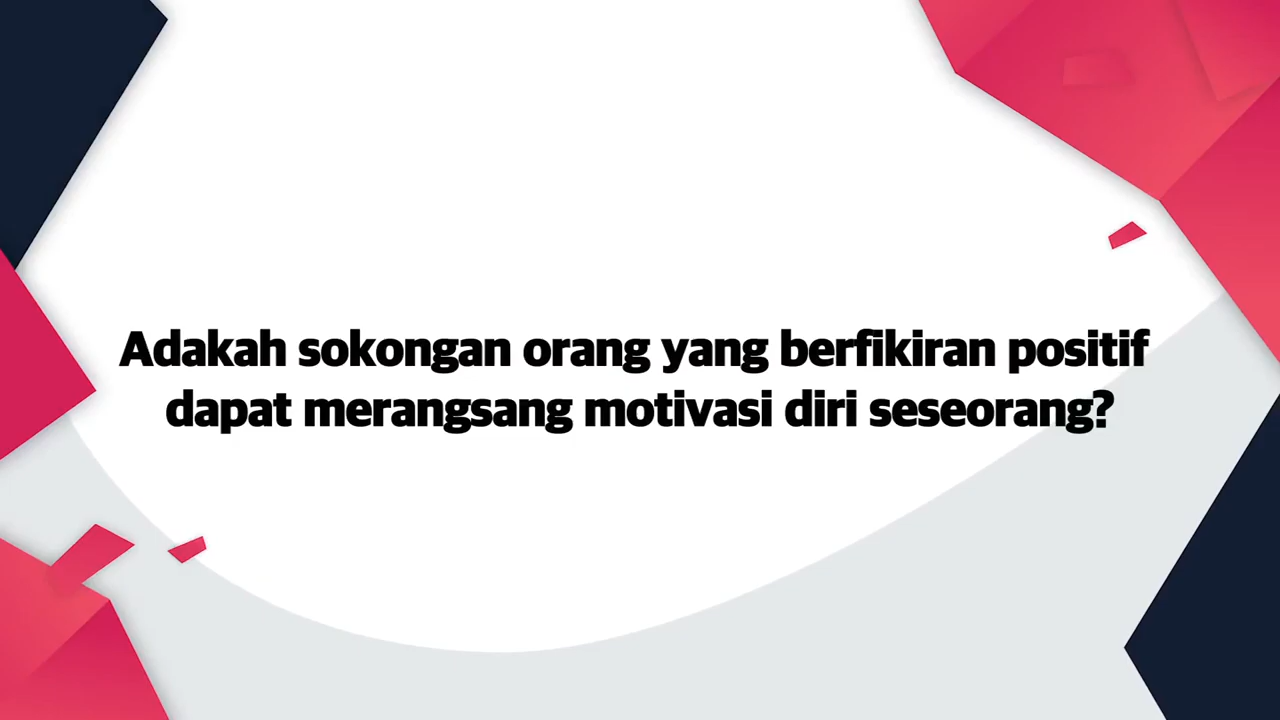 Adakah sokongan orang yang berfikiran positif
dapat merangsang motivasi diri seseorang?